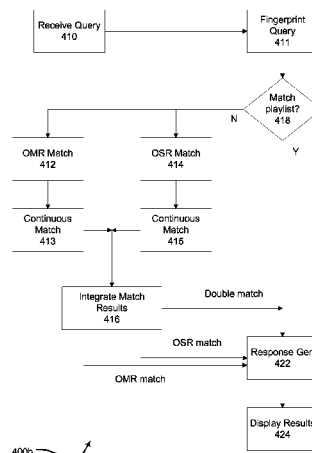 Receive Query
410
Fingerprint
Query
411
Match
playlist?
418
N
Y
OMR Match
412
OSR Match
414
Continuous
Match
413
Continuous
Match
415
Integrate Match
Results
416
Double match
OSR match
OMR match
Response Gen
422
Display Results
424
400b